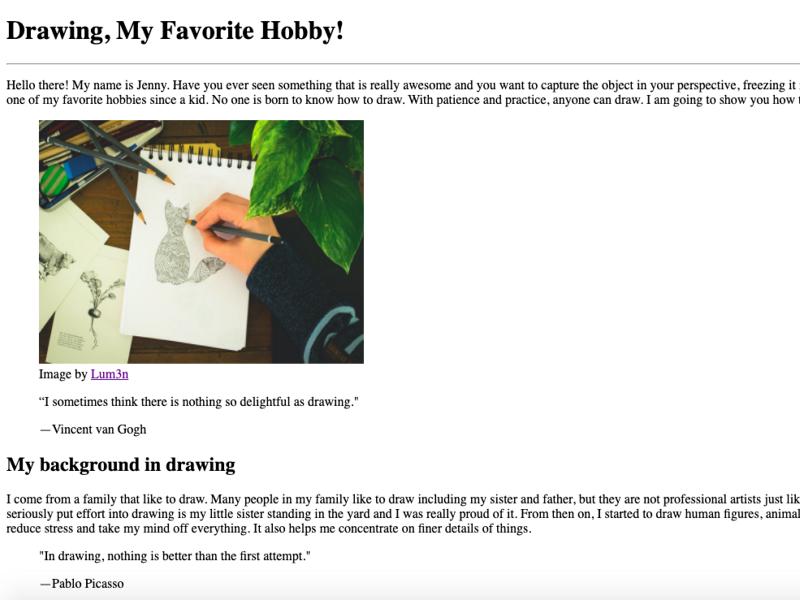 Drawing, My Favorite Hobby!
Hello there! My name is Jenny. Have you ever seen something that is really awesome and you want to capture the object in your perspective, freezing it
one of my favorite hobbies since a kid. No one is born to know how to draw. With patience and practice, anyone can draw. I am going to show you how
Image by Lum3n
“I sometimes think there is nothing so delightful as drawing."
—Vincent van Gogh
My background in drawing
I come from a family that like to draw. Many people in my family like to draw including my sister and father, but they are not professional artists just lik
seriously put effort into drawing is my little sister standing in the yard and I was really proud of it. From then on, I started to draw human figures, animal
reduce stress and take my mind off everything. It also helps me concentrate on finer details of things.
"In drawing, nothing is better than the first attempt."
—Pablo Picasso